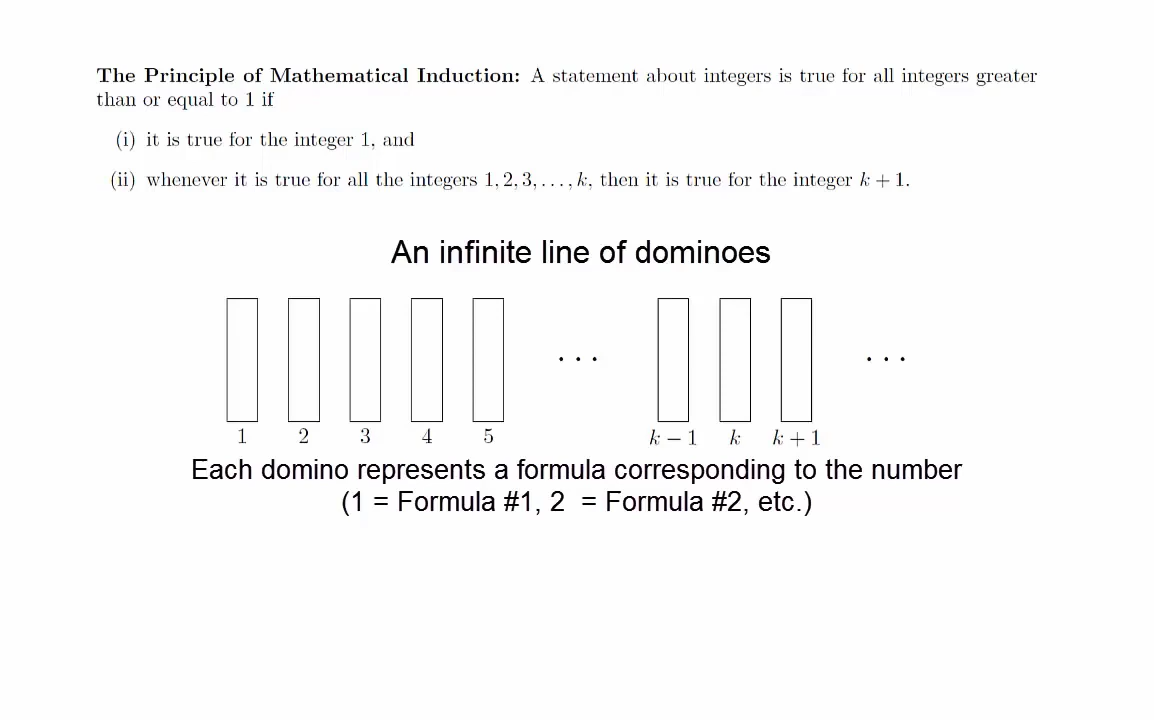 The Principle of Mathematical Induction: A statement about integers is true for all integers greater
than or equal to 1 if
(i) it is true for the integer 1, and
(ii) whenever it is true for all the integers 1, 2, 3, . . . , k, then it is true for the integer k + 1.
An infinite line of dominoes
. . . . . .
1 2 3 4 5 k − 1 k k + 1
Each domino represents a formula corresponding to the number
(1 = Formula #1, 2  = Formula #2, etc.)